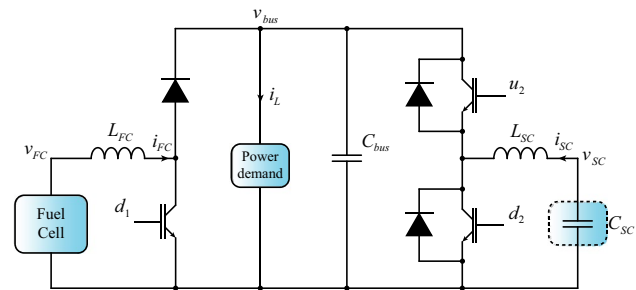 v_bus
u_2
i_L
L_FC
i_FC
C_bus
L_SC
i_SC
v_FC
v_SC
Power
demand
d_1
d_2
Fuel
Cell
C_SC